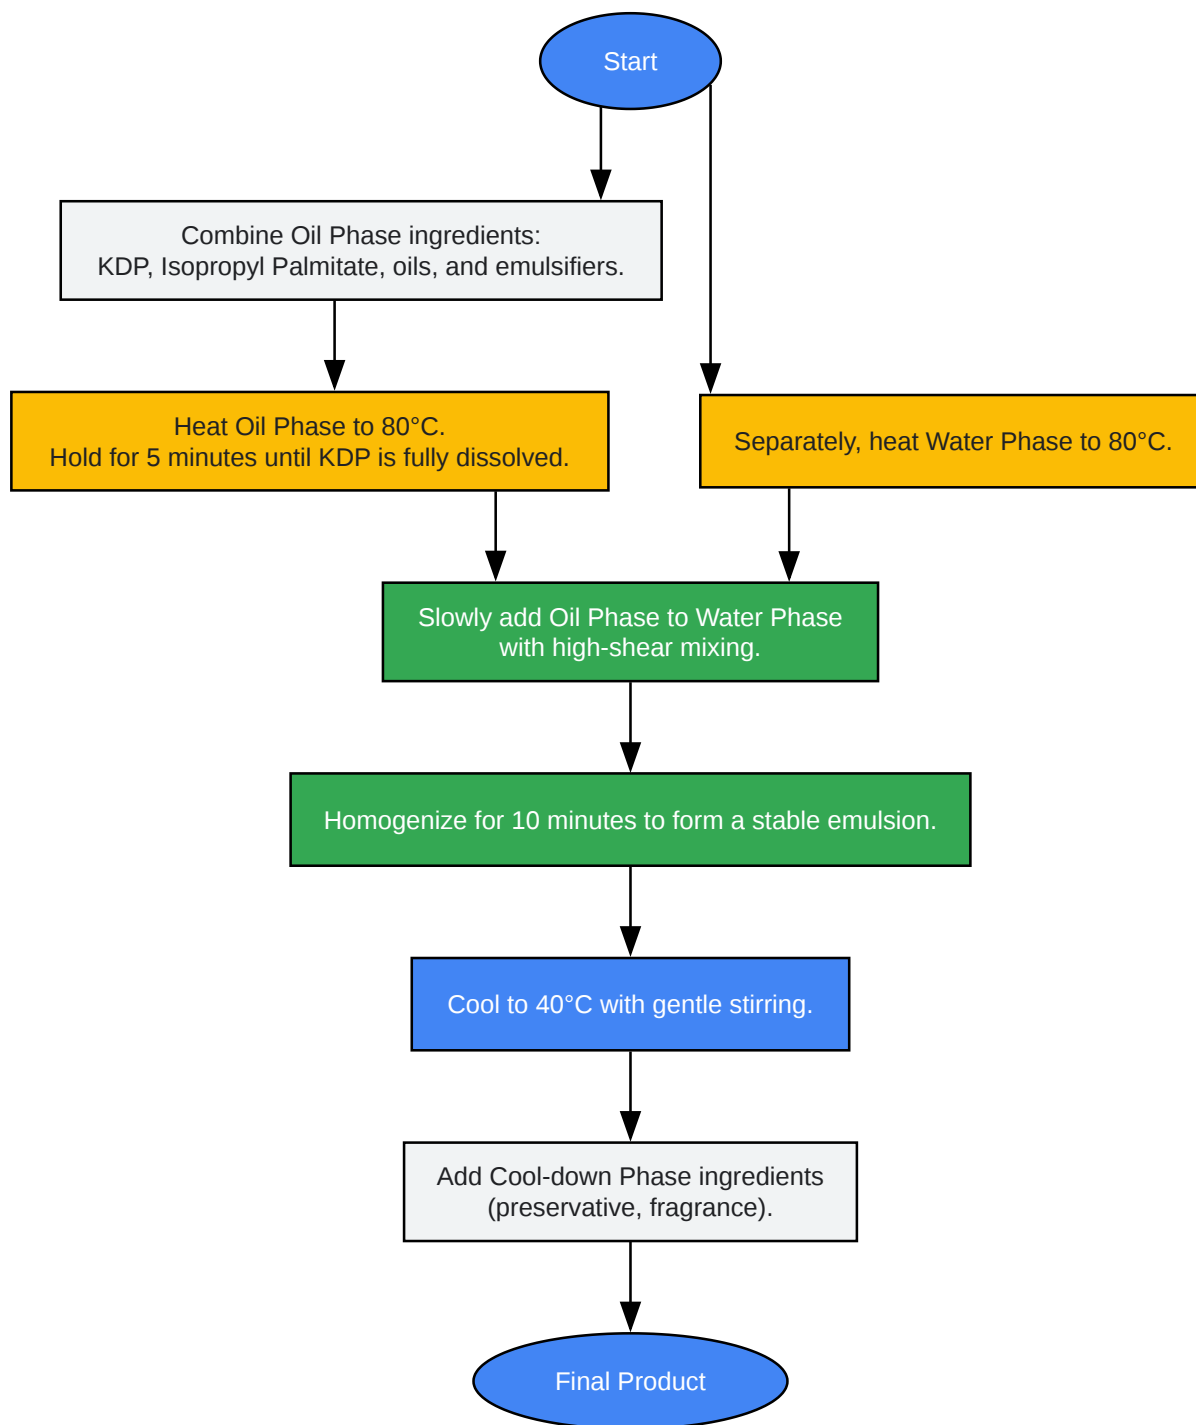 Start
Combine Oil Phase ingredients:
KDP, Isopropyl Palmitate, oils, and emulsifiers.
Heat Oil Phase to 80°C.
Hold for 5 minutes until KDP is fully dissolved.
Separately, heat Water Phase to 80°C.
Slowly add Oil Phase to Water Phase
with high-shear mixing.
Homogenize for 10 minutes to form a stable emulsion.
Cool to 40°C with gentle stirring.
Add Cool-down Phase ingredients
(preservative, fragrance).
Final Product